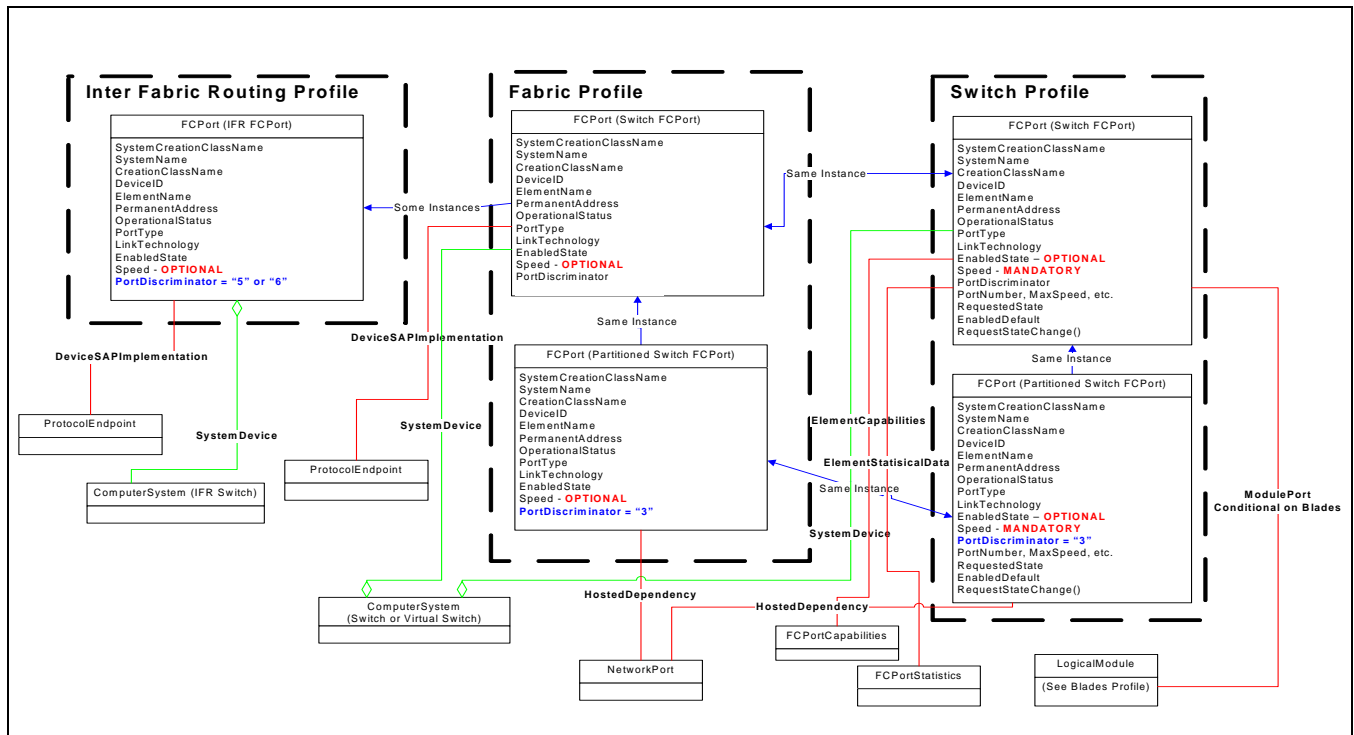 Inter Fabric Routing Profile
FCPort (IFR FCPort)
SystemCreationClassName
SystemName
CreationClassName
DeviceID
ElementName
PermanentAddress
OperationalStatus
PortType
LinkTechnology
EnabledState
Speed - OPTIONAL
PortDiscriminator = “5” or “6”
DeviceSAPImplementation
ProtocolEndpoint
SystemDevice
ComputerSystem (IFR Switch)
Some Instances
Fabric Profile
FCPort (Switch FCPort)
SystemCreationClassName
SystemName
CreationClassName
DeviceID
ElementName
PermanentAddress
OperationalStatus
PortType
LinkTechnology
EnabledState
Speed - OPTIONAL
PortDiscriminator
Same Instance
DeviceSAPImplementation
FCPort (Partitioned Switch FCPort)
SystemCreationClassName
SystemName
CreationClassName
DeviceID
ElementName
PermanentAddress
OperationalStatus
PortType
LinkTechnology
EnabledState
Speed - OPTIONAL
PortDiscriminator = “3”
SystemDevice
ProtocolEndpoint
HostedDependency
ComputerSystem
(Switch or Virtual Switch)
NetworkPort
Same Instance
ElementCapabilities
ElementStatisicalData
Same Instance
SystemDevice
HostedDependency
FCPortCapabilities
FCPortStatistics
Switch Profile
FCPort (Switch FCPort)
SystemCreationClassName
SystemName
CreationClassName
DeviceID
ElementName
PermanentAddress
OperationalStatus
PortType
LinkTechnology
EnabledState – OPTIONAL
Speed - MANDATORY
PortDiscriminator
PortNumber, MaxSpeed, etc.
RequestedState
EnabledDefault
RequestStateChange()
Same Instance
FCPort (Partitioned Switch FCPort)
SystemCreationClassName
SystemName
CreationClassName
DeviceID
ElementName
PermanentAddress
OperationalStatus
PortType
LinkTechnology
EnabledState – OPTIONAL
Speed - MANDATORY
PortDiscriminator = “3”
PortNumber, MaxSpeed, etc.
RequestedState
EnabledDefault
RequestStateChange()
ModulePort
Conditional on Blades
LogicalModule
(See Blades Profile)